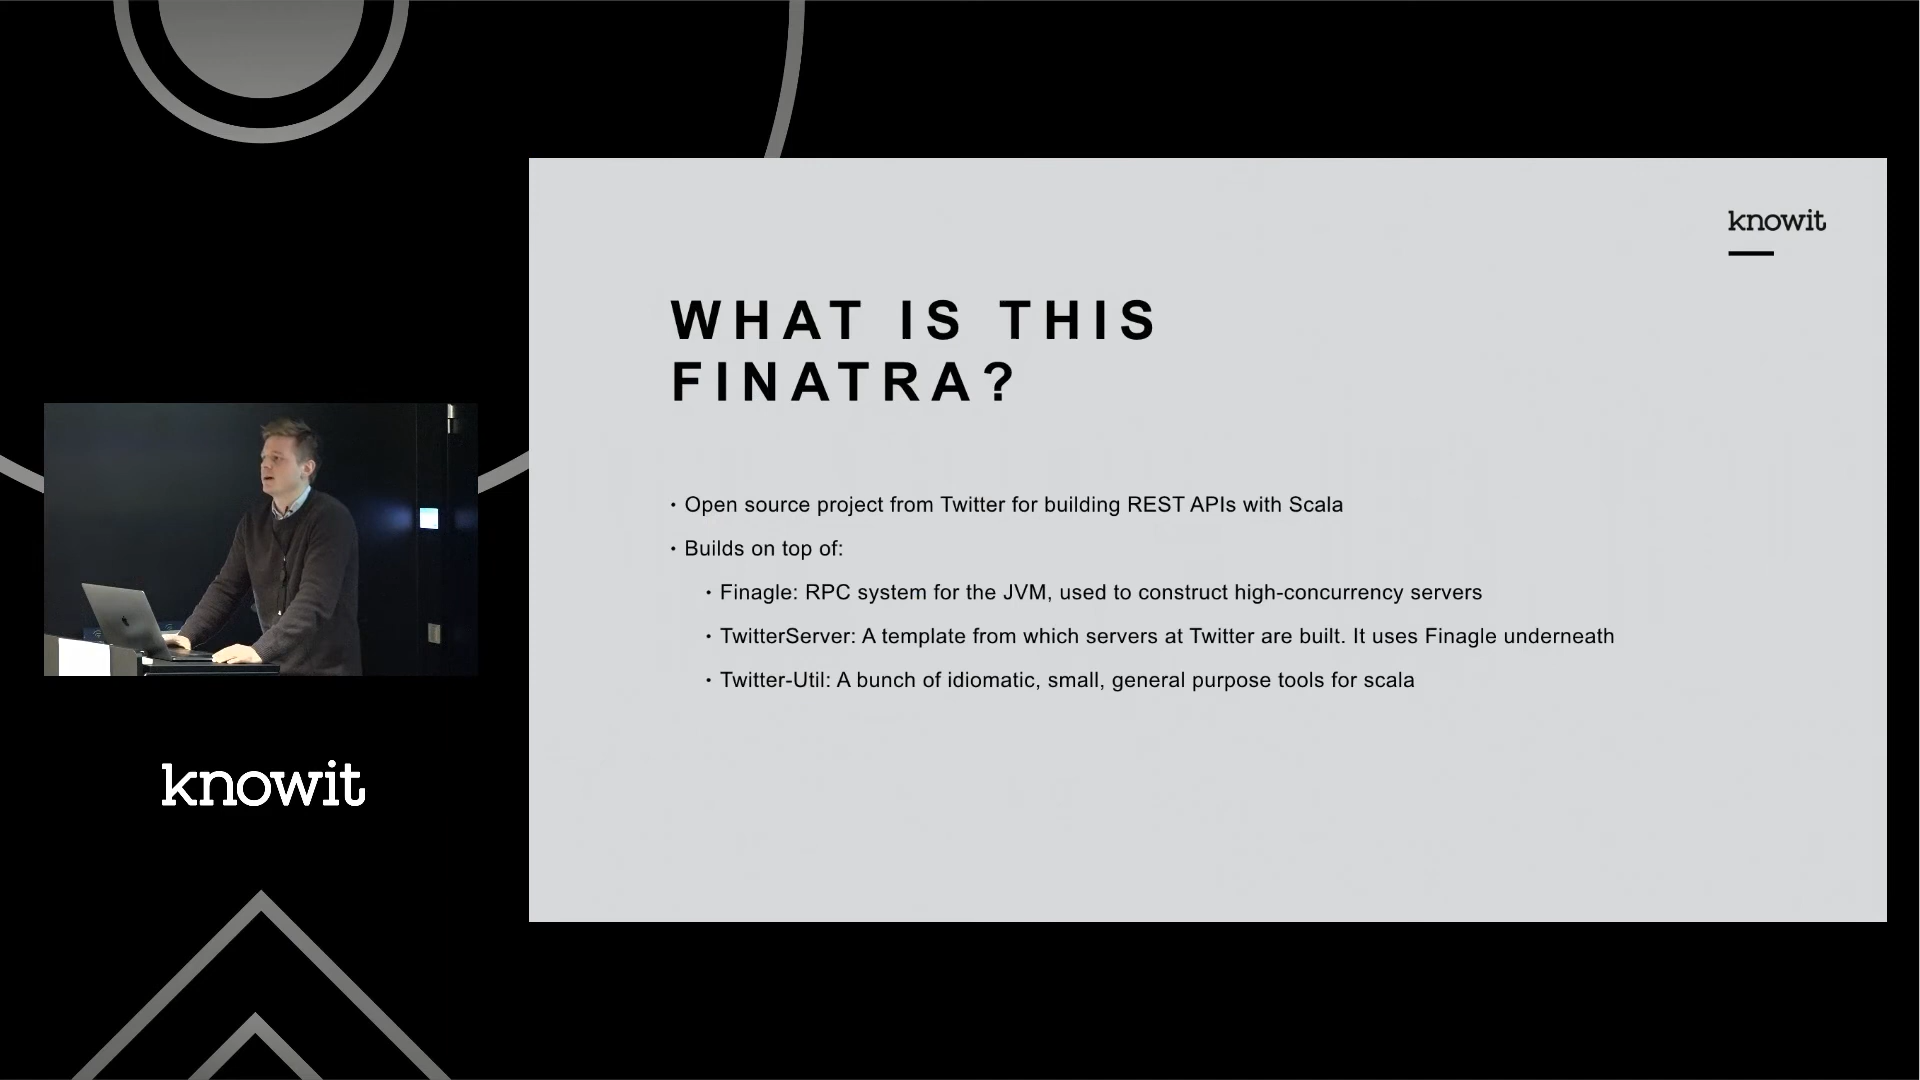 knowit
WHAT IS THIS
FINATRA?
• Open source project from Twitter for building REST APIs with Scala
• Builds on top of:
• Finagle: RPC system for the JVM, used to construct high-concurrency servers
• TwitterServer: A template from which servers at Twitter are built. It uses Finagle underneath
• Twitter-Util: A bunch of idiomatic, small, general purpose tools for scala
knowit